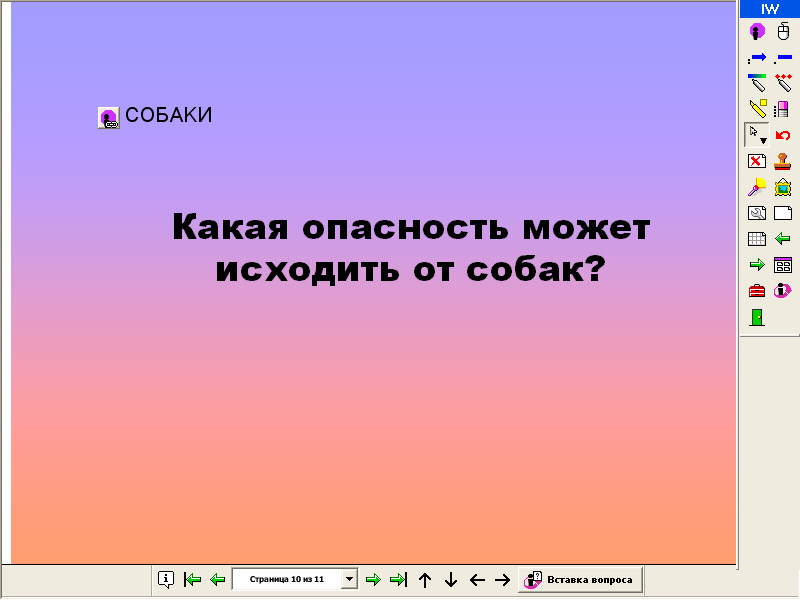 IW
СОБАКИ
Какая опасность может
исходить от собак?
Страница 10 из 11
Вставка вопроса